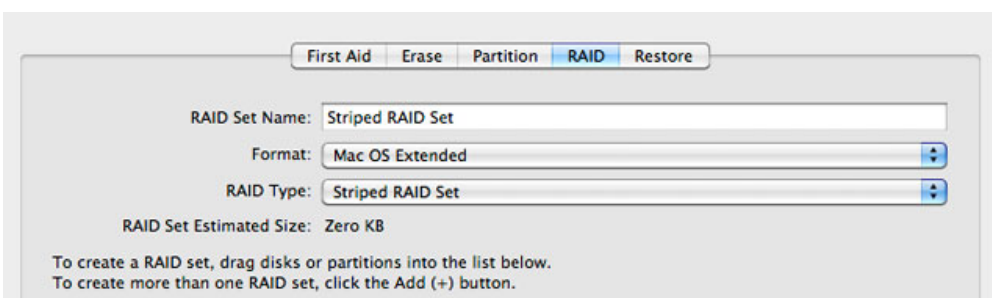 First Aid Erase Partition RAID Restore
RAID Set Name: Striped RAID Set
Format: Mac OS Extended
RAID Type: Striped RAID Set
RAID Set Estimated Size: Zero KB
To create a RAID set, drag disks or partitions into the list below.
To create more than one RAID set, click the Add (+) button.